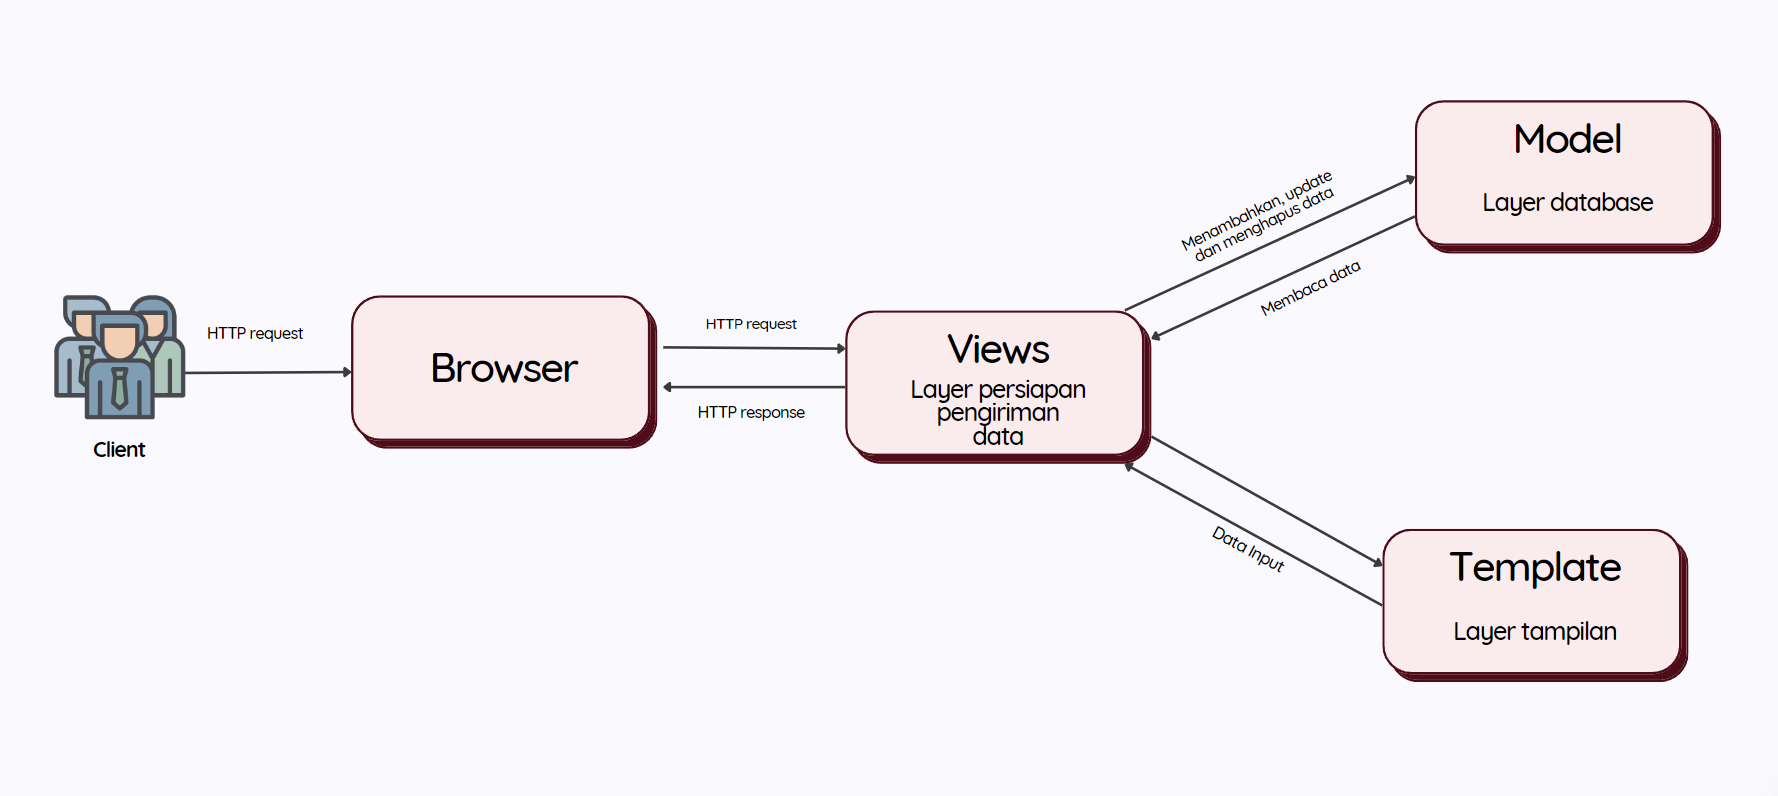 Client
HTTP request
Browser
HTTP request
HTTP response
Views
Layer persiapan
pengiriman
data
Menambahkan, update
dan menghapus data
Membaca data
Model
Layer database
Data Input
Template
Layer tampilan